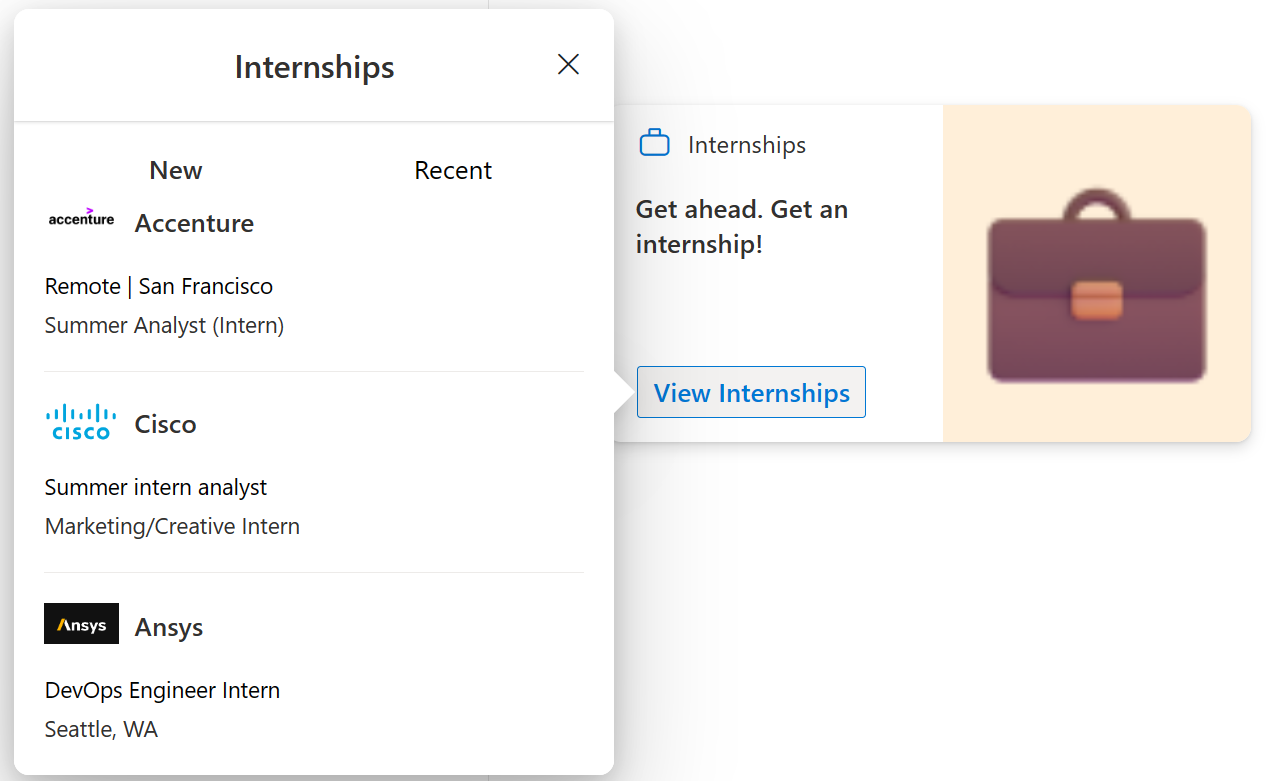 Internships
New
Recent
accenture
Accenture
Remote | San Francisco
Summer Analyst (Intern)
CISCO
Cisco
Summer intern analyst
Marketing/Creative Intern
Ansys
Ansys
DevOps Engineer Intern
Seattle, WA
Internships
Get ahead. Get an
internship!
View Internships